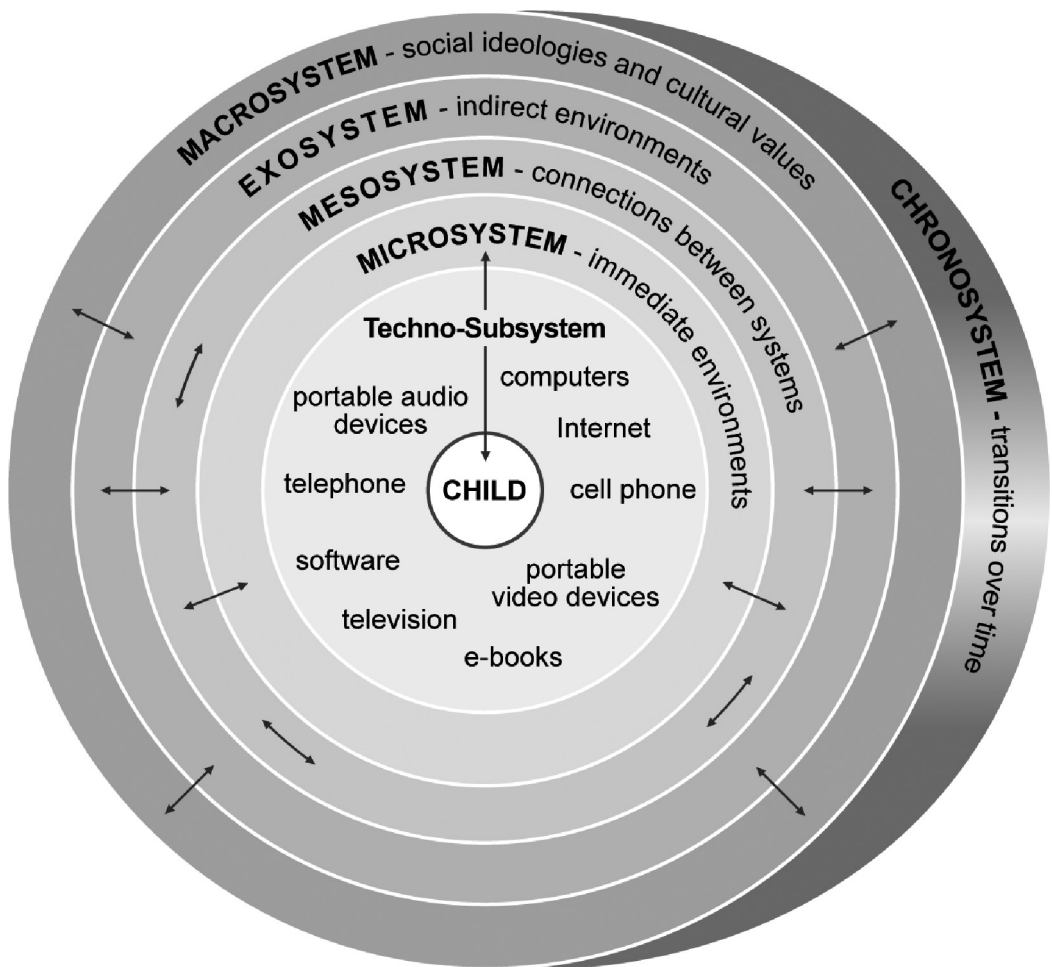 MACROSYSTEM - social ideologies and cultural values
EXOSYSTEM - indirect environments
MESOSYSTEM - connections between systems
MICROSYSTEM - immediate environments
CHRONOSYSTEM - transitions over time
Techno-Subsystem
computers
portable audio
devices
Internet
telephone
CHILD
cell phone
software
portable
video devices
television
e-books